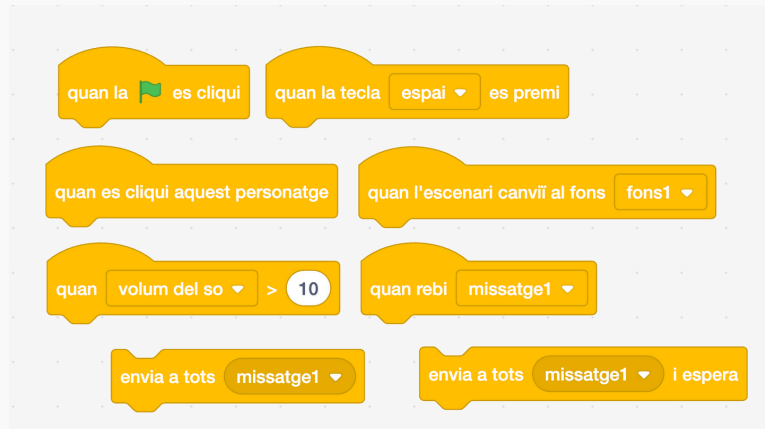 quan la es cliqui
quan la tecla espai es premi
quan es cliqui aquest personatge
quan l'escenari canviï al fons fons1
quan volum del so > 10
quan rebi missatge1
envia a tots missatge1
envia a tots missatge1 i espera